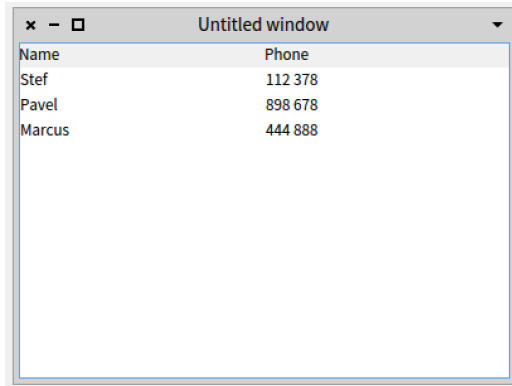 Untitled window
Name Phone
Stef 112 378
Pavel 898 678
Marcus 444 888